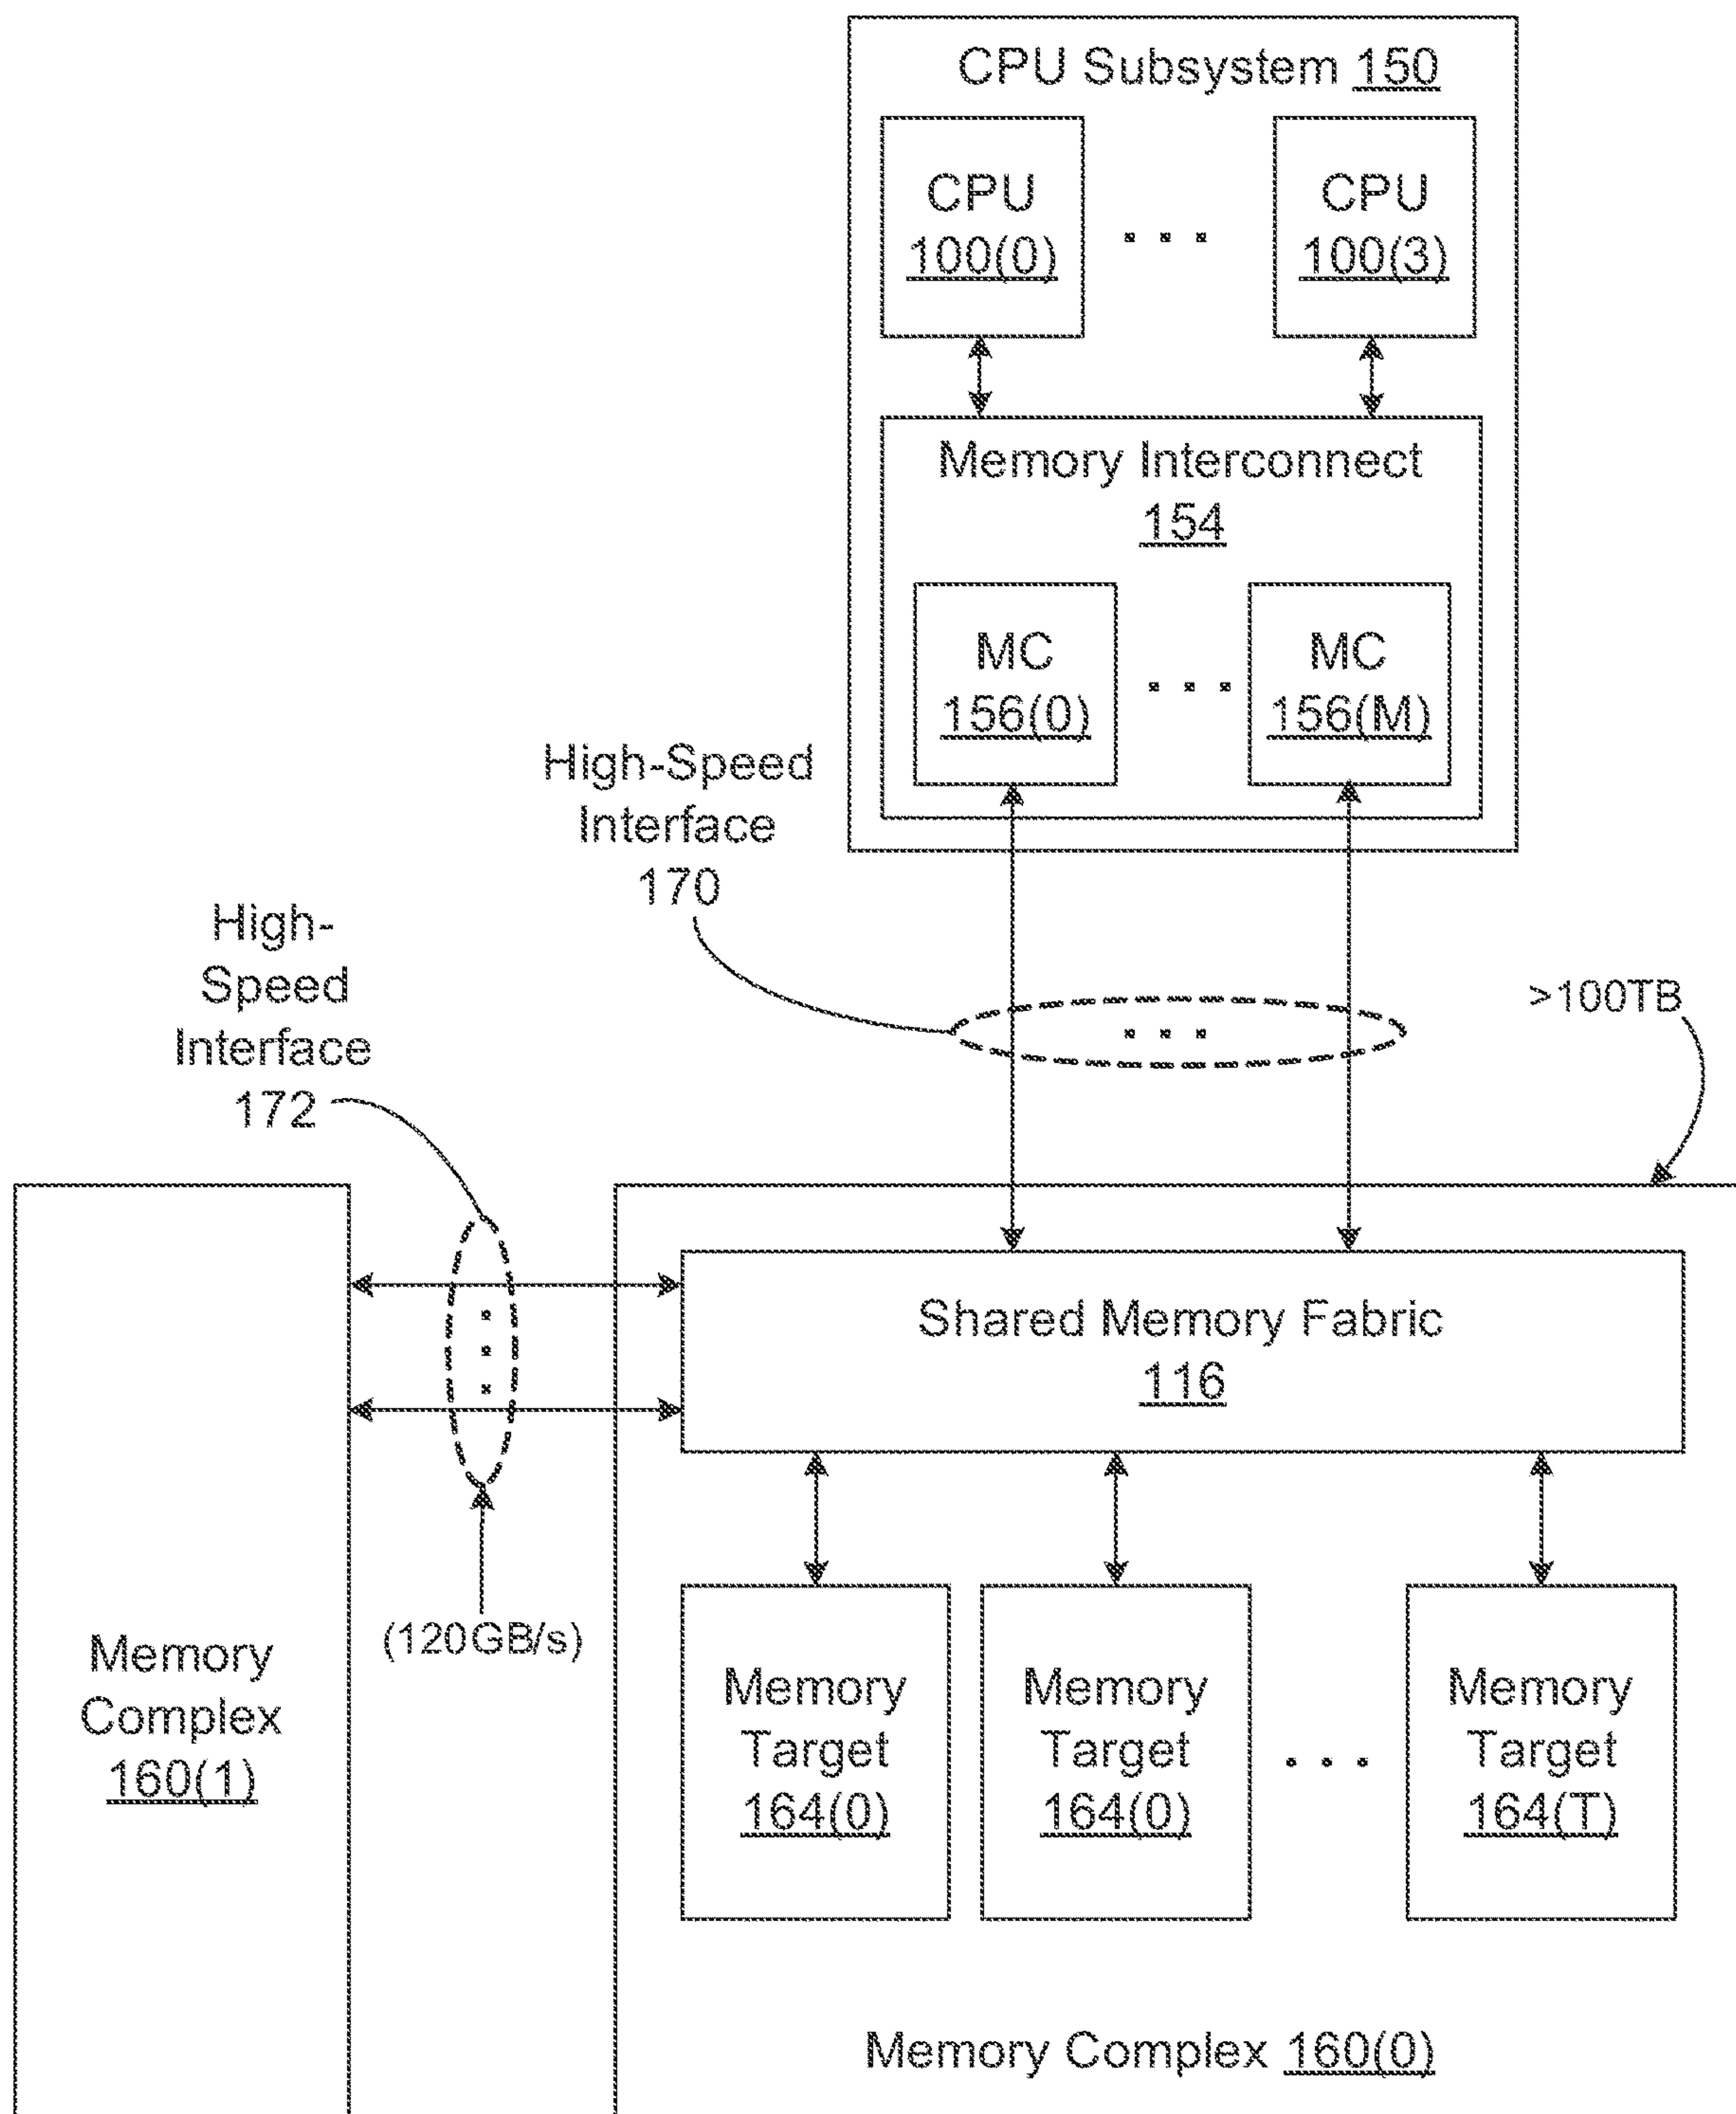 CPU Subsystem 150
CPU
100(0)
CPU
100(3)
Memory Interconnect
154
MC
156(0)
MC
156(M)
High-Speed
Interface
170
High-
Speed
Interface
172
>100TB
Shared Memory Fabric
116
(120GB/s)
Memory
Complex
160(1)
Memory
Target
164(0)
Memory
Target
164(0)
Memory
Target
164(T)
Memory Complex 160(0)